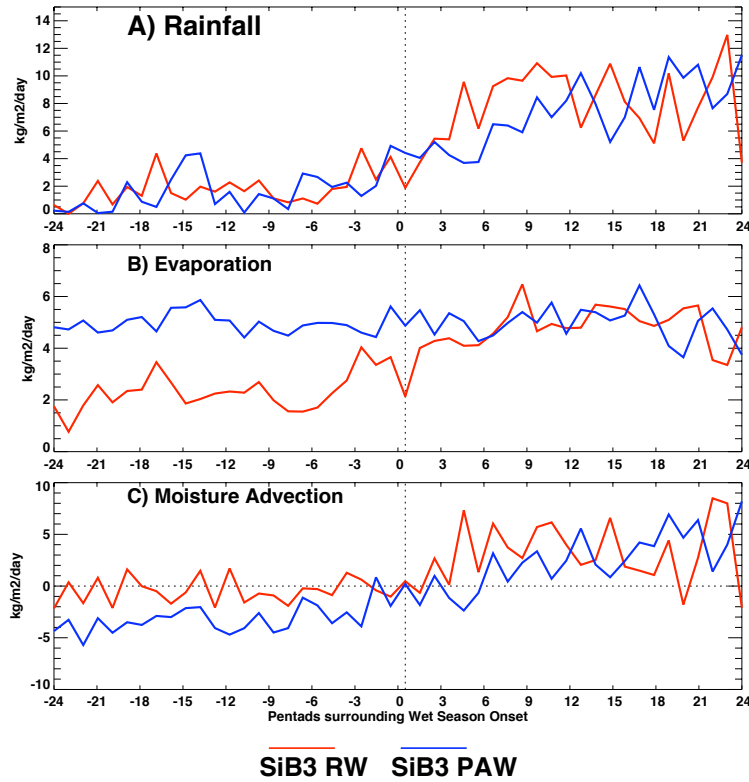 A) Rainfall
kg/m2/day
14
12
10
8
6
4
2
0
-24 -21 -18 -15 -12 -9 -6 -3 0 3 6 9 12 15 18 21 24
B) Evaporation
kg/m2/day
8
6
4
2
0
-24 -21 -18 -15 -12 -9 -6 -3 0 3 6 9 12 15 18 21 24
C) Moisture Advection
kg/m2/day
10
5
0
-5
-10
-24 -21 -18 -15 -12 -9 -6 -3 0 3 6 9 12 15 18 21 24
Pentads surrounding Wet Season Onset
SiB3 RW SiB3 PAW